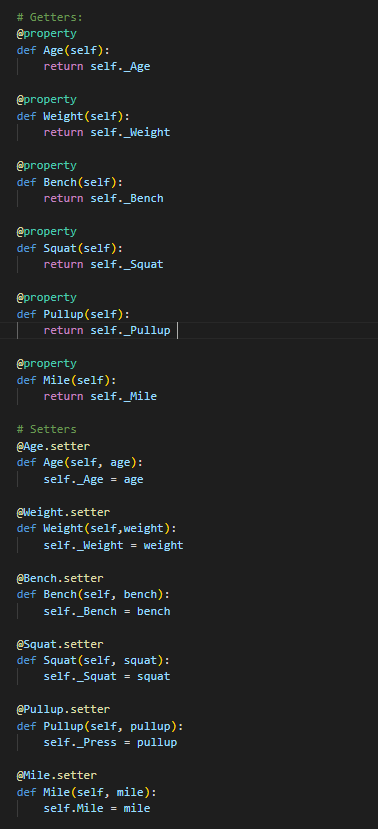 # Getters:
@property
def Age(self):
    return self._Age
@property
def Weight(self):
    return self._Weight
@property
def Bench(self):
    return self._Bench
@property
def Squat(self):
    return self._Squat
@property
def Pullup(self):
    return self._Pullup
@property
def Mile(self):
    return self._Mile
# Setters
@Age.setter
def Age(self, age):
    self._Age = age
@Weight.setter
def Weight(self,weight):
    self._Weight = weight
@Bench.setter
def Bench(self, bench):
    self._Bench = bench
@Squat.setter
def Squat(self, squat):
    self._Squat = squat
@Pullup.setter
def Pullup(self, pullup):
    self._Press = pullup
@Mile.setter
def Mile(self, mile):
    self.Mile = mile